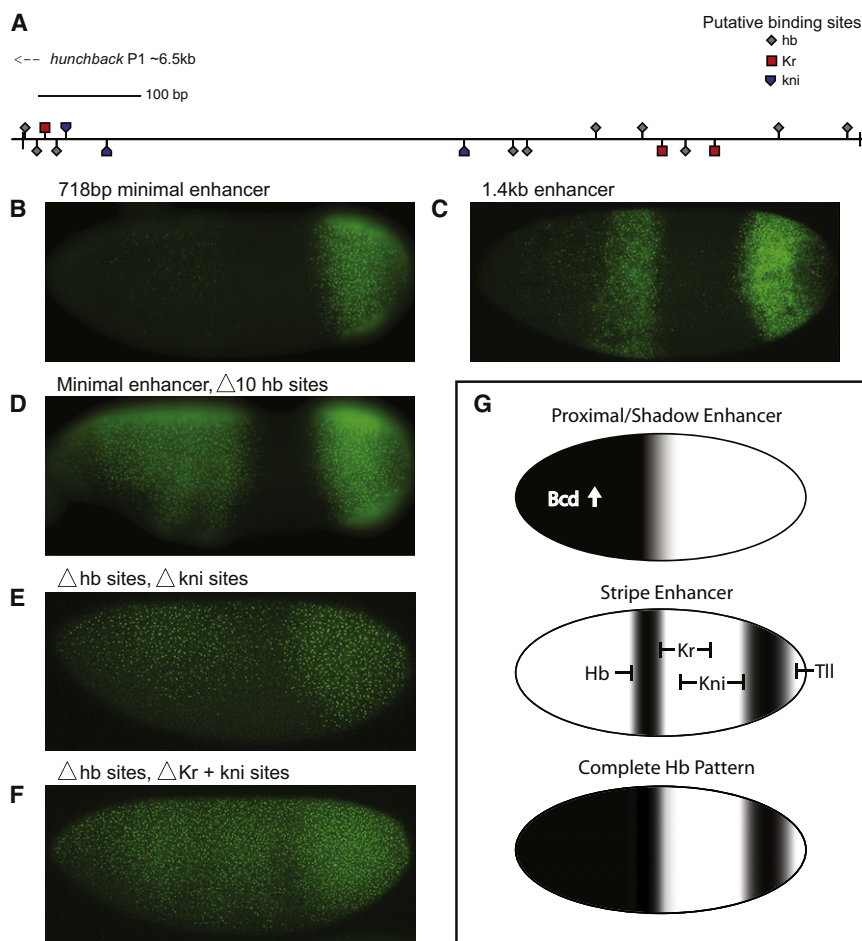 A
Putative binding sites
hb
Kr
kni
<-- hunchback P1 ~6.5kb
100 bp
B
718bp minimal enhancer
C
1.4kb enhancer
D
Minimal enhancer, △10 hb sites
E
△hb sites, △kni sites
F
△hb sites, △Kr + kni sites
G
Proximal/Shadow Enhancer
Bcd
Stripe Enhancer
Hb
Kr
Kni
Tll
Complete Hb Pattern